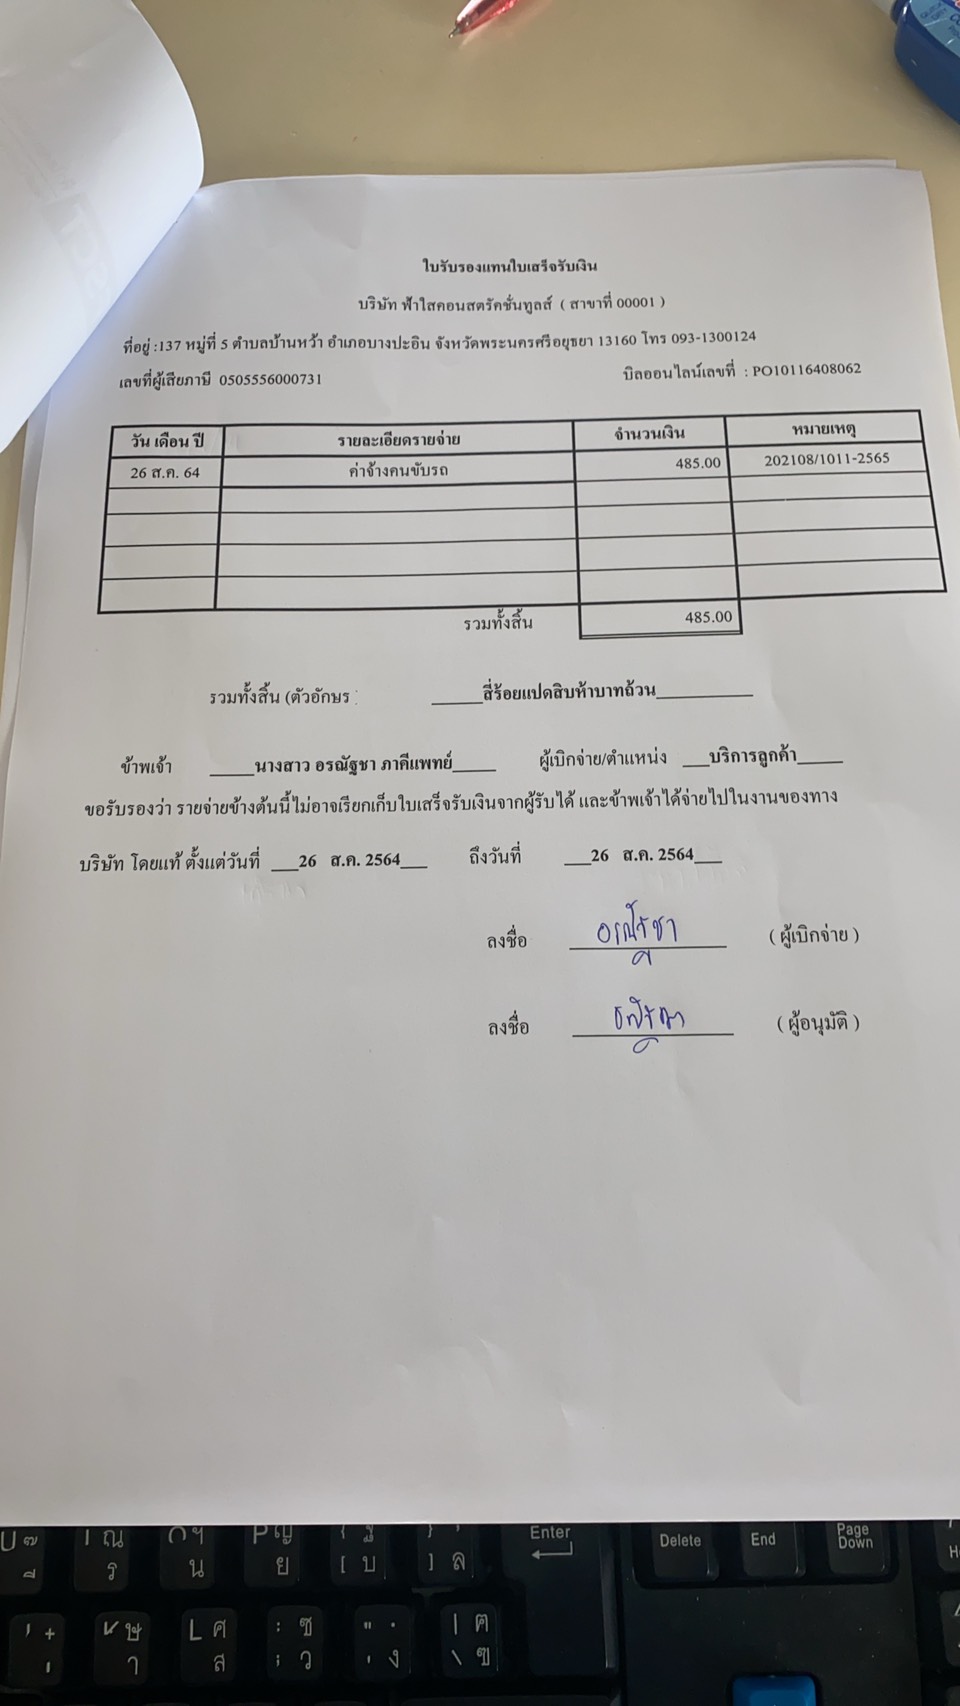 ใบรับรองแทนใบเสร็จรับเงิน
บริษัท ฟ้าใสคอนสตรัคชั่นทูลส์ ( สาขาที่ 00001 )
ที่อยู่ :137 หมู่ที่ 5 ตำบลบ้านหว้า อำเภอบางปะอิน จังหวัดพระนครศรีอยุธยา 13160 โทร 093-1300124
เลขที่ผู้เสียภาษี 0505556000731 บิลออนไลน์เลขที่ : PO10116408062
วัน เดือน ปี รายละเอียดรายจ่าย จำนวนเงิน หมายเหตุ
26 ส.ค. 64 ค่าจ้างคนขับรถ 485.00 202108/1011-2565
รวมทั้งสิ้น 485.00
รวมทั้งสิ้น (ตัวอักษร : _____สี่ร้อยแปดสิบห้าบาทถ้วน__________
ข้าพเจ้า _____นางสาว อรณัฐชา ภาคีแพทย์_____ ผู้เบิกจ่าย/ตำแหน่ง ___บริการลูกค้า_____
ขอรับรองว่า รายจ่ายข้างต้นนี้ไม่อาจเรียกเก็บใบเสร็จรับเงินจากผู้รับได้ และข้าพเจ้าได้จ่ายไปในงานของทาง
บริษัท โดยแท้ ตั้งแต่วันที่ ___26 ส.ค. 2564___ ถึงวันที่ ___26 ส.ค. 2564___
ลงชื่อ อรณัฐชา ( ผู้เบิกจ่าย )
ลงชื่อ ( ผู้อนุมัติ )
Enter Delete End Page Down